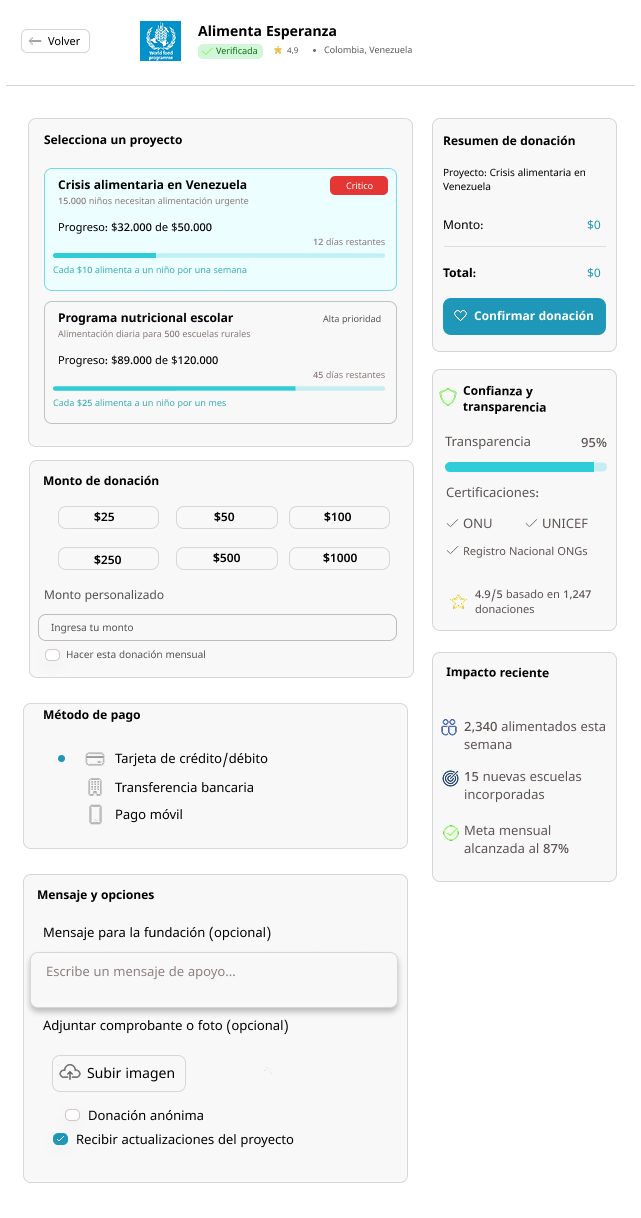 Volver
World food
programme
Alimenta Esperanza
Verificada
4,9
• Colombia, Venezuela
Selecciona un proyecto
Crisis alimentaria en Venezuela
Crítico
15.000 niños necesitan alimentación urgente
Progreso: $32.000 de $50.000
12 días restantes
Cada $10 alimenta a un niño por una semana
Programa nutricional escolar
Alta prioridad
Alimentación diaria para 500 escuelas rurales
Progreso: $89.000 de $120.000
45 días restantes
Cada $25 alimenta a un niño por un mes
Monto de donación
$25
$50
$100
$250
$500
$1000
Monto personalizado
Ingresa tu monto
Hacer esta donación mensual
Método de pago
Tarjeta de crédito/débito
Transferencia bancaria
Pago móvil
Mensaje y opciones
Mensaje para la fundación (opcional)
Escribe un mensaje de apoyo...
Adjuntar comprobante o foto (opcional)
Subir imagen
Donación anónima
Recibir actualizaciones del proyecto
Resumen de donación
Proyecto: Crisis alimentaria en
Venezuela
Monto:
$0
Total:
$0
Confirmar donación
Confianza y
transparencia
Transparencia
95%
Certificaciones:
ONU
UNICEF
Registro Nacional ONGs
4.9/5 basado en 1,247
donaciones
Impacto reciente
2,340 alimentados esta
semana
15 nuevas escuelas
incorporadas
Meta mensual
alcanzada al 87%